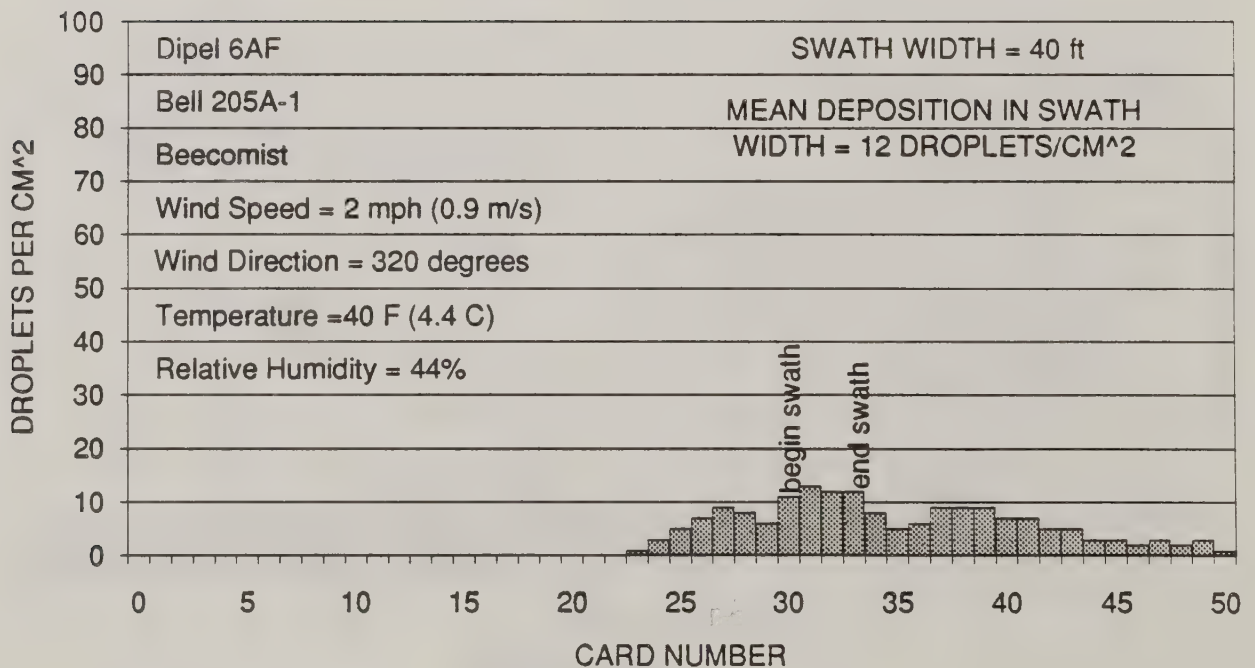 100
90
80
70
60
50
40
30
20
10
0
DROPLETS PER CM^2
Dipel 6AF
Bell 205A-1
Beecomist
Wind Speed = 2 mph (0.9 m/s)
Wind Direction = 320 degrees
Temperature =40 F (4.4 C)
Relative Humidity = 44%
SWATH WIDTH = 40 ft
MEAN DEPOSITION IN SWATH
WIDTH = 12 DROPLETS/CM^2
begin swath
end swath
0 5 10 15 20 25 30 35 40 45 50
CARD NUMBER